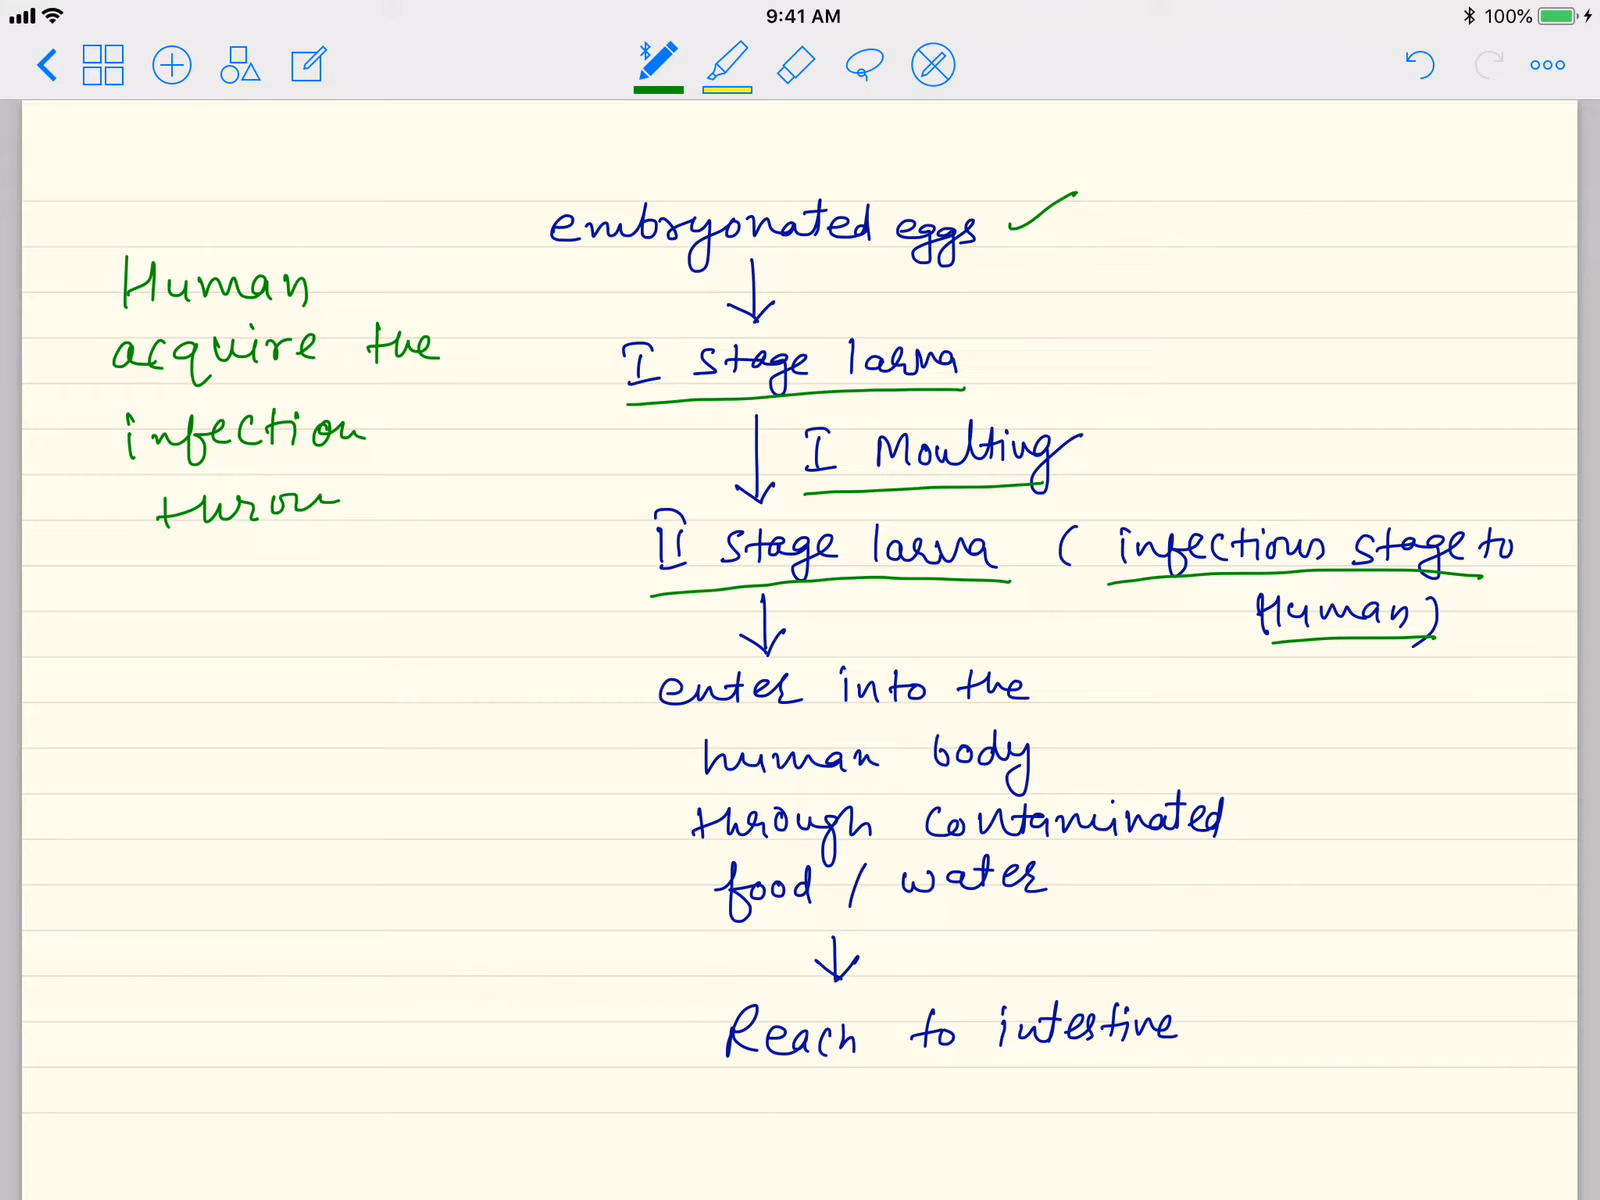 9:41 AM
100%
embryonated eggs
Human
acquire the
infection
throu
I stage larva
I Moulting
II stage larva ( infectious stage to
Human)
enter into the
human body
through contaminated
food / water
Reach to intestine